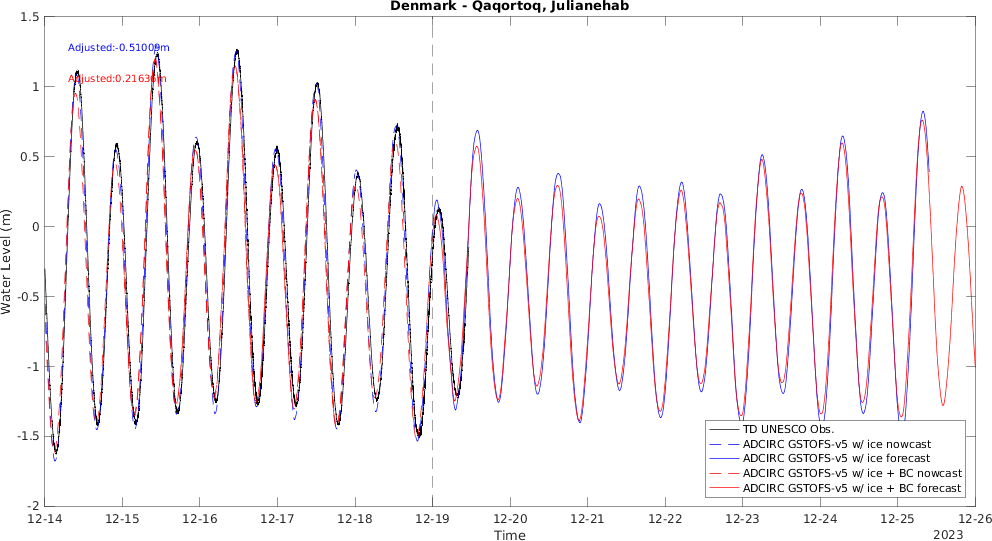 Denmark - Qaqortoq, Julianehab
Adjusted:-0.51009m
Adjusted:0.21636m
Water Level (m)
1.5
1
0.5
0
-0.5
-1
-1.5
-2
TD UNESCO Obs.
ADCIRC GSTOFS-v5 w/ ice nowcast
ADCIRC GSTOFS-v5 w/ ice forecast
ADCIRC GSTOFS-v5 w/ ice + BC nowcast
ADCIRC GSTOFS-v5 w/ ice + BC forecast
12-14 12-15 12-16 12-17 12-18 12-19 12-20 12-21 12-22 12-23 12-24 12-25 12-26
Time
2023